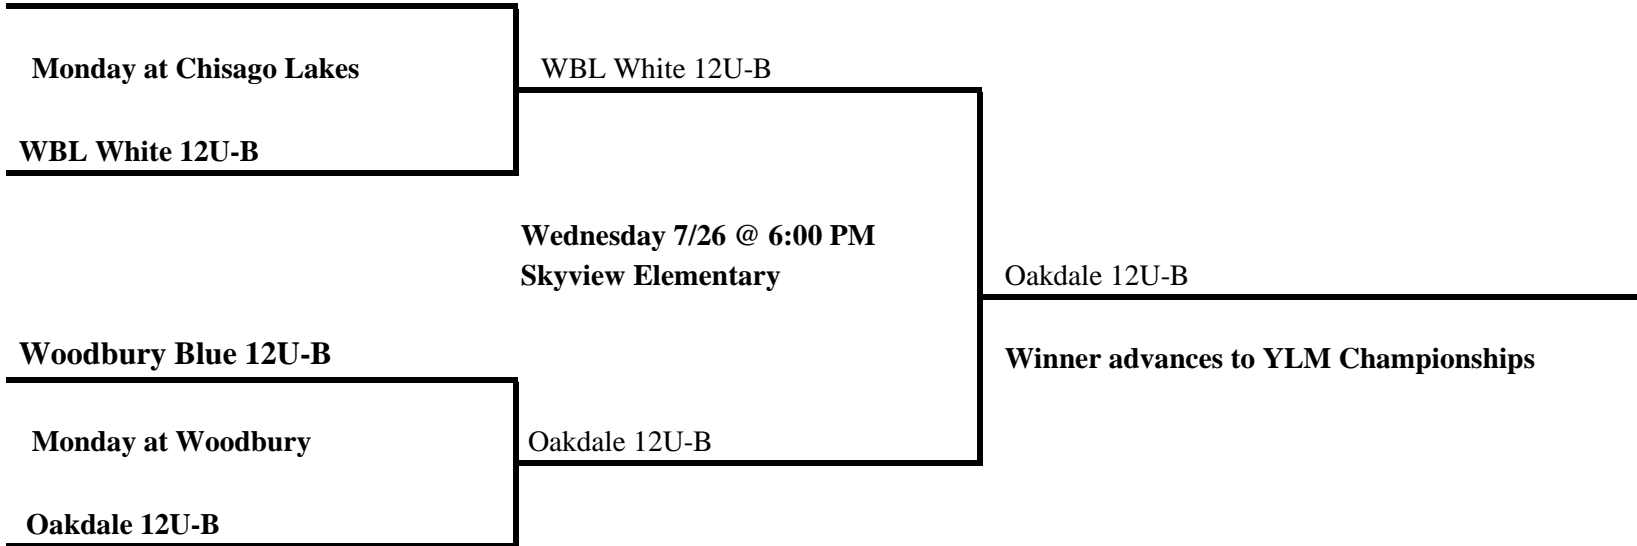 Monday at Chisago Lakes
WBL White 12U-B
WBL White 12U-B
Wednesday 7/26 @ 6:00 PM
Skyview Elementary
Oakdale 12U-B
Woodbury Blue 12U-B
Winner advances to YLM Championships
Monday at Woodbury
Oakdale 12U-B
Oakdale 12U-B